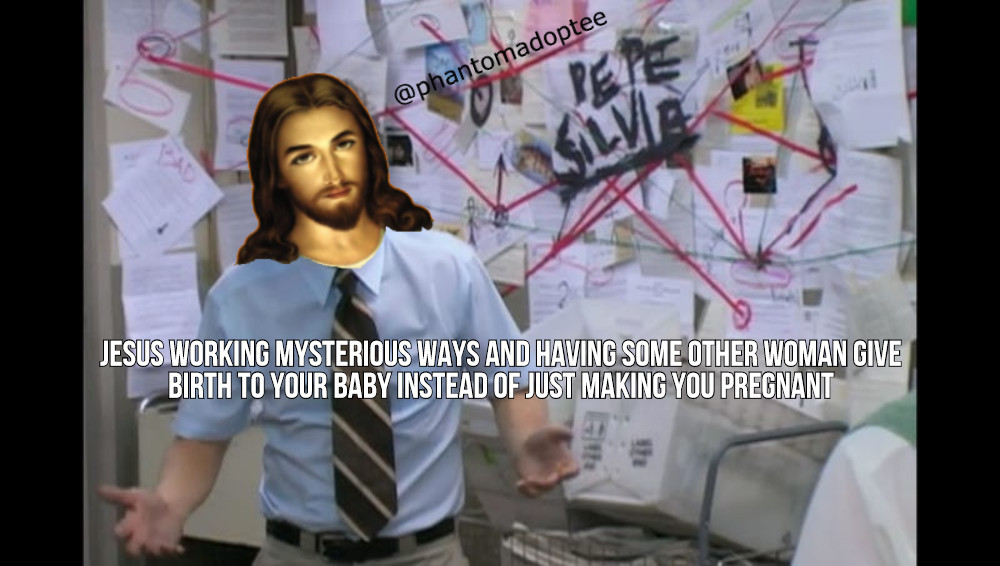 @phantomadoptee
PEPE
SILVIA
BAD
JESUS WORKING MYSTERIOUS WAYS AND HAVING SOME OTHER WOMAN GIVE
BIRTH TO YOUR BABY INSTEAD OF JUST MAKING YOU PREGNANT